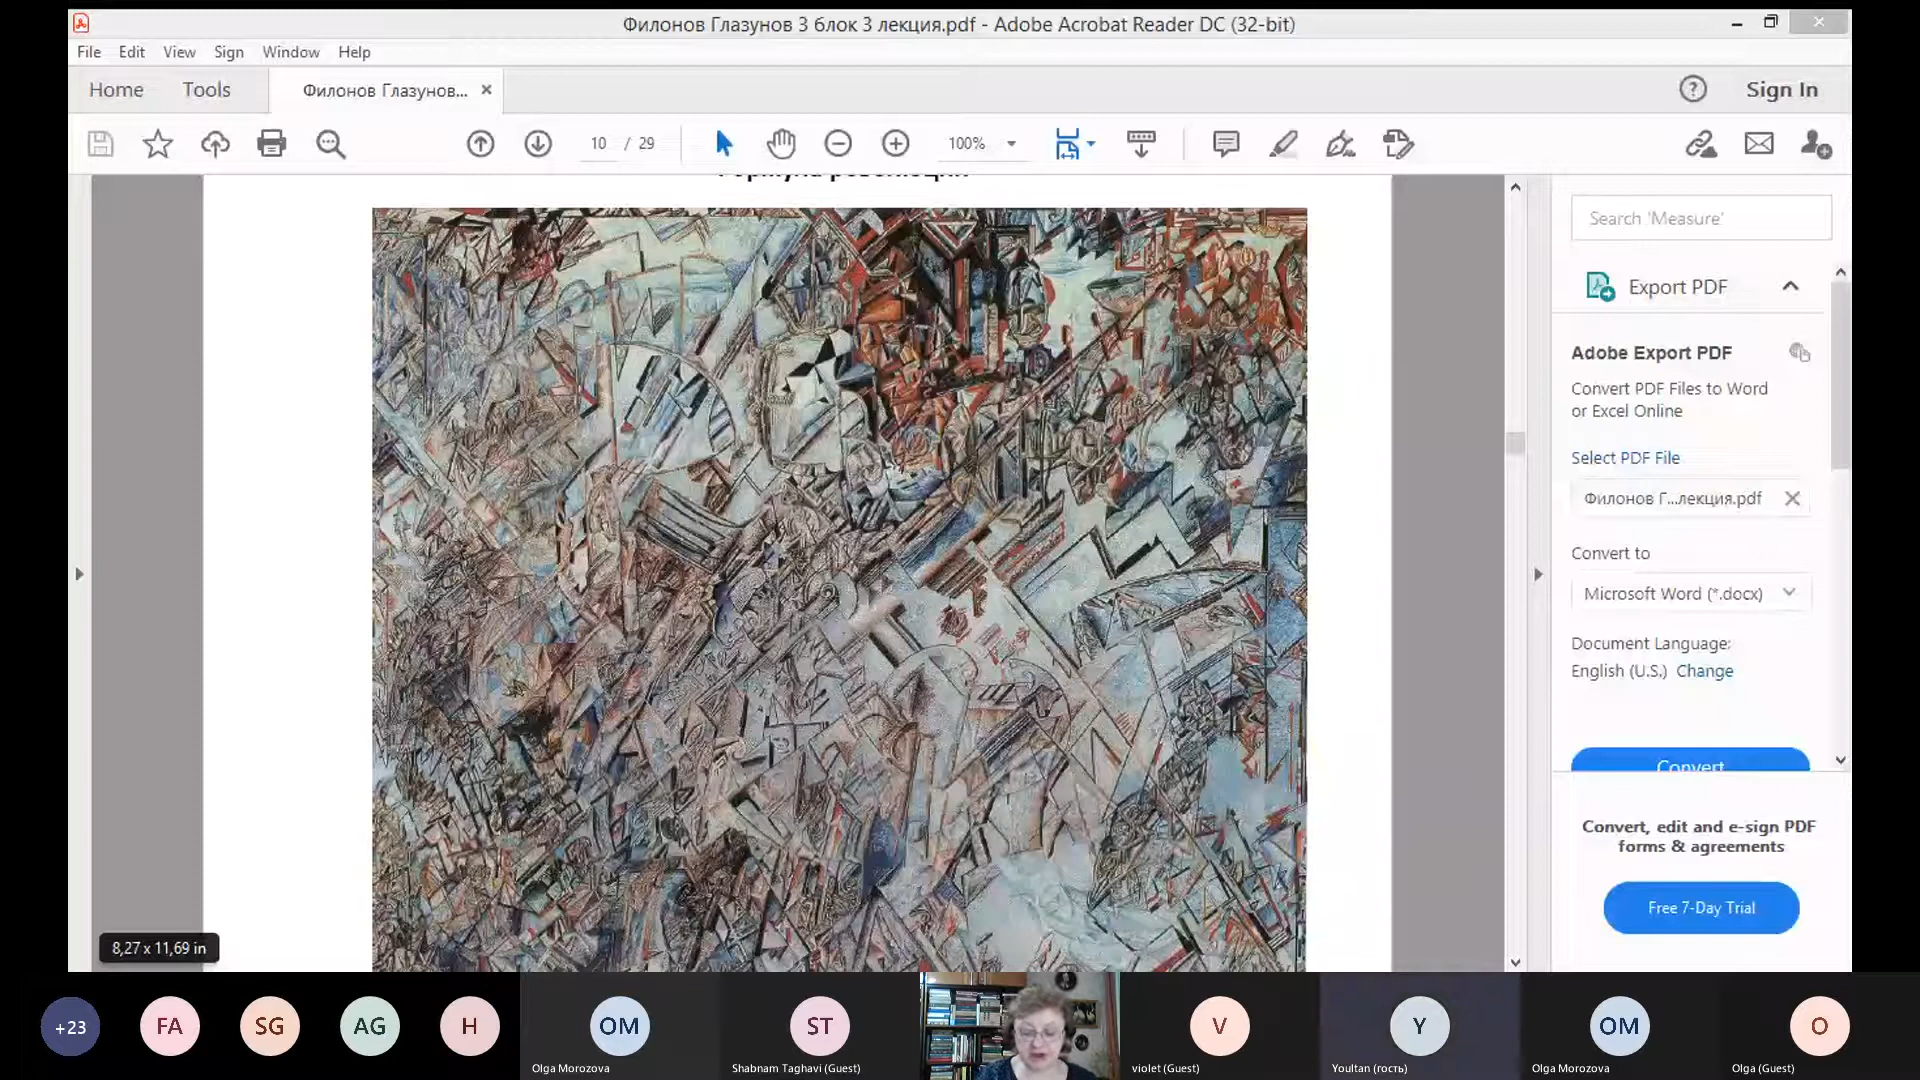 Филонов Глазунов 3 блок 3 лекция.pdf - Adobe Acrobat Reader DC (32-bit)
File Edit View Sign Window Help
Home Tools Филонов Глазунов... Sign In
10 / 29 100%
Search 'Measure'
Export PDF
Adobe Export PDF
Convert PDF Files to Word
or Excel Online
Select PDF File
Филонов Г...лекция.pdf
Convert to
Microsoft Word (*.docx)
Document Language:
English (U.S.) Change
Convert
Convert, edit and e-sign PDF
forms & agreements
Free 7-Day Trial
8,27 x 11,69 in
+23 FA SG AG H OM ST V Y OM O
Olga Morozova Shabnam Taghavi (Guest) violet (Guest) Youltan (гость) Olga Morozova Olga (Guest)